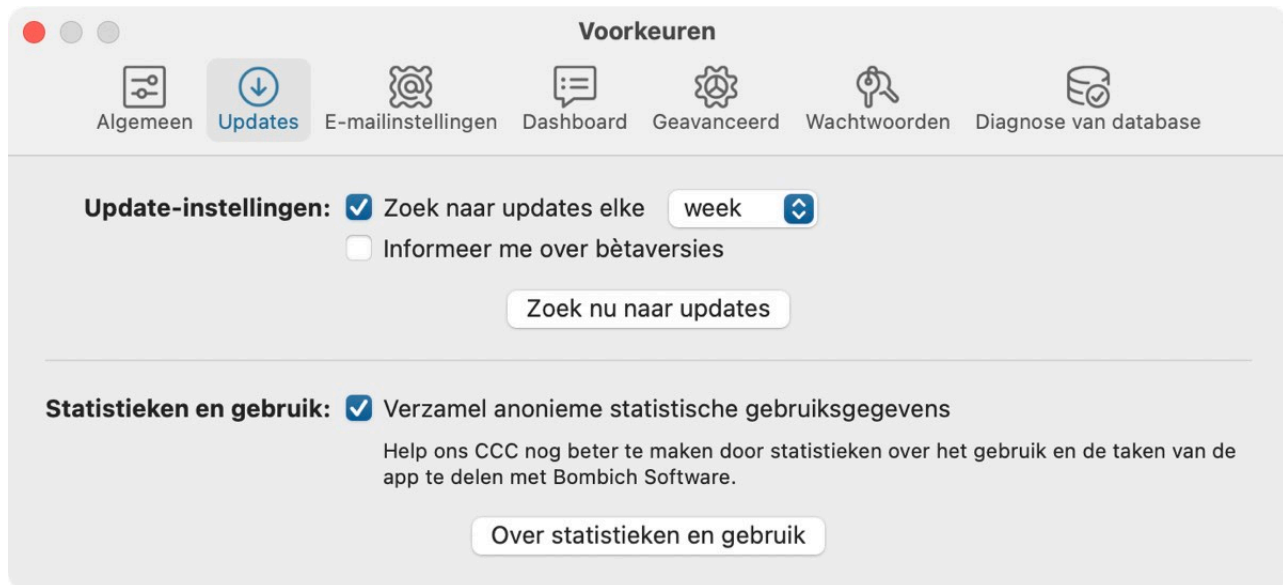 Voorkeuren
Algemeen Updates E-mailinstellingen Dashboard Geavanceerd Wachtwoorden Diagnose van database
Update-instellingen: Zoek naar updates elke week
Informeer me over bètaversies
Zoek nu naar updates
Statistieken en gebruik: Verzamel anonieme statistische gebruiksgegevens
Help ons CCC nog beter te maken door statistieken over het gebruik en de taken van de
app te delen met Bombich Software.
Over statistieken en gebruik